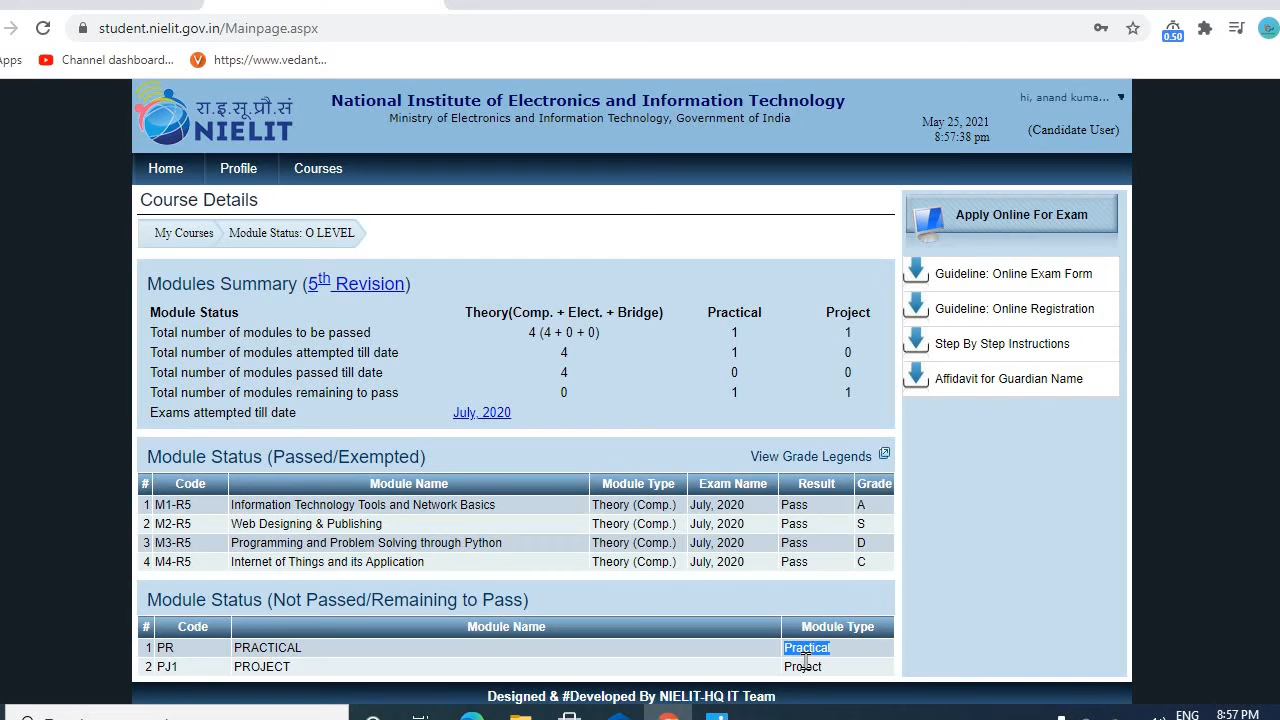 student.nielit.gov.in/Mainpage.aspx
0.50
Apps
Channel dashboard...
https://www.vedant...
रा.इ.सू.प्रौ.सं
NIELIT
National Institute of Electronics and Information Technology
Ministry of Electronics and Information Technology, Government of India
hi, anand kuma...
May 25, 2021
8:57:38 pm
(Candidate User)
Home Profile Courses
Course Details
My Courses Module Status: O LEVEL
Modules Summary (5th Revision)
Module Status Theory(Comp. + Elect. + Bridge) Practical Project
Total number of modules to be passed 4 (4 + 0 + 0) 1 1
Total number of modules attempted till date 4 1 0
Total number of modules passed till date 4 0 0
Total number of modules remaining to pass 0 1 1
Exams attempted till date July, 2020
Module Status (Passed/Exempted) View Grade Legends
# Code Module Name Module Type Exam Name Result Grade
1 M1-R5 Information Technology Tools and Network Basics Theory (Comp.) July, 2020 Pass A
2 M2-R5 Web Designing & Publishing Theory (Comp.) July, 2020 Pass S
3 M3-R5 Programming and Problem Solving through Python Theory (Comp.) July, 2020 Pass D
4 M4-R5 Internet of Things and its Application Theory (Comp.) July, 2020 Pass C
Module Status (Not Passed/Remaining to Pass)
# Code Module Name Module Type
1 PR PRACTICAL Practical
2 PJ1 PROJECT Project
Apply Online For Exam
Guideline: Online Exam Form
Guideline: Online Registration
Step By Step Instructions
Affidavit for Guardian Name
Designed & #Developed By NIELIT-HQ IT Team
ENG 8:57 PM